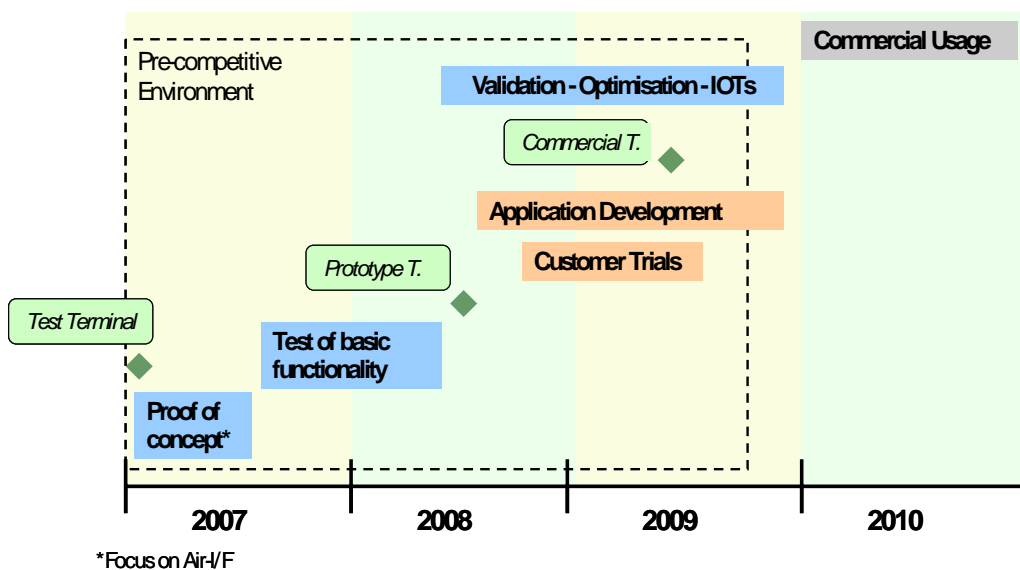 Commercial Usage
Pre-competitive
Environment
Validation - Optimisation - IOTs
Commercial T.
Application Development
Prototype T.
Customer Trials
Test Terminal
Test of basic
functionality
Proof of
concept*
2007
2008
2009
2010
*Focus on Air-I/F